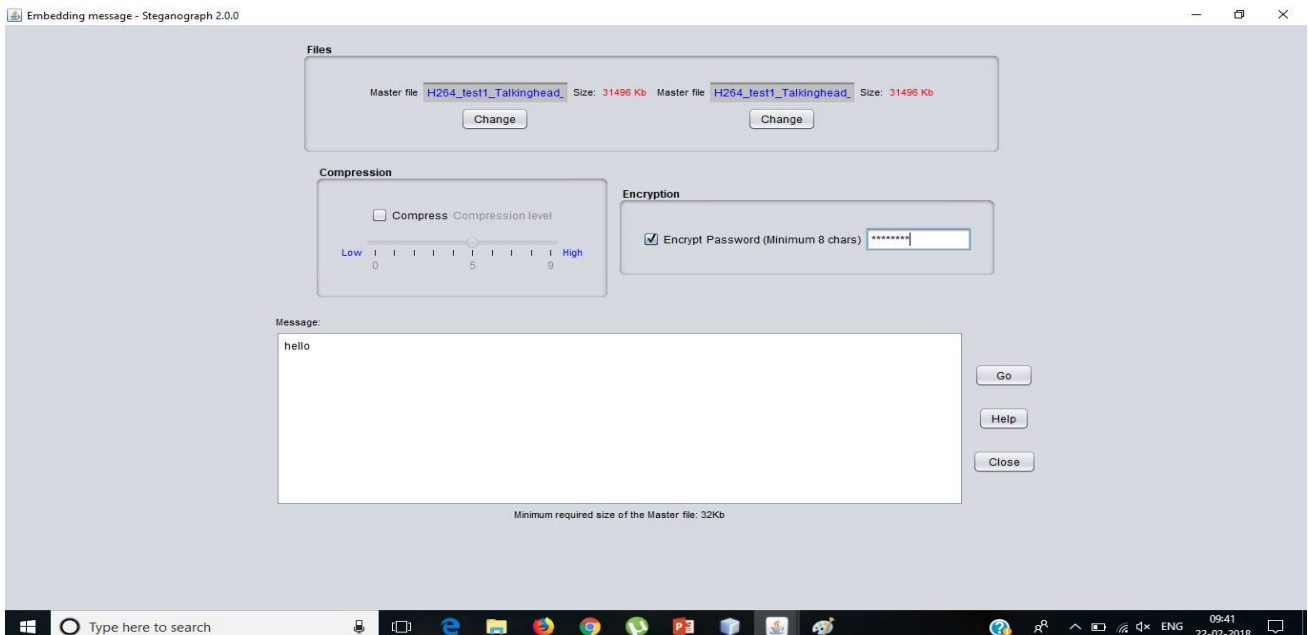 Embedding message - Steganograph 2.0.0
Files
Master file H264_test1_Talkinghead_ Size: 31496 Kb Master file H264_test1_Talkinghead_ Size: 31496 Kb
Change Change
Compression
Encryption
Compress Compression level
Encrypt Password (Minimum 8 chars) ********
Low High
0 5 9
Message:
hello
Go
Help
Close
Minimum required size of the Master file: 32Kb
Type here to search
ENG
09:41
22-02-2018